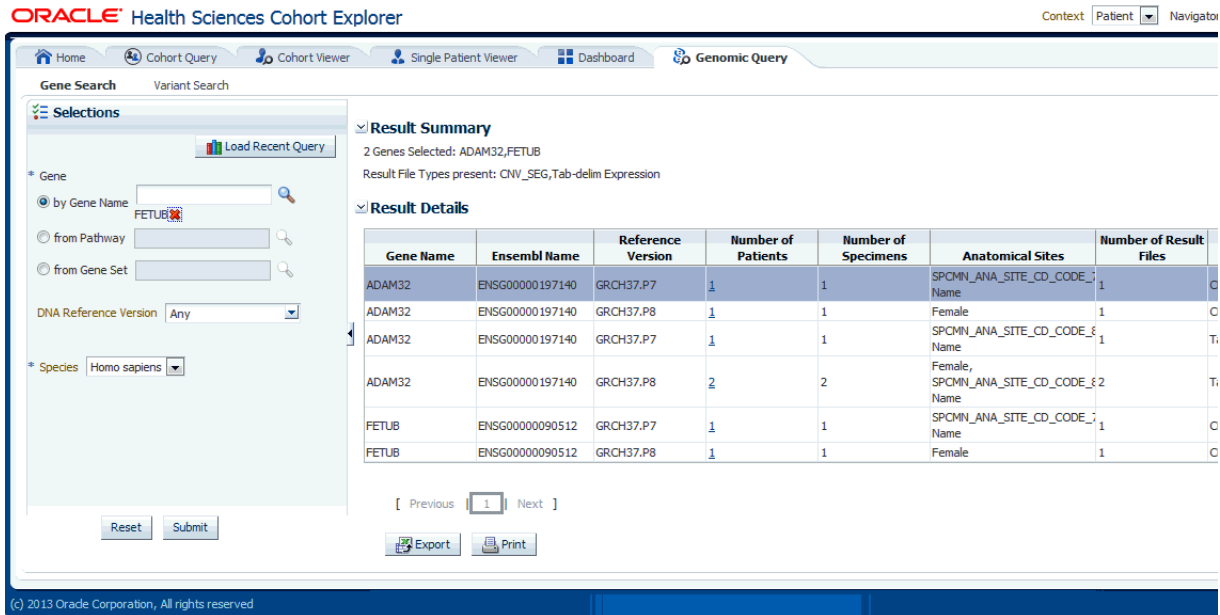 ORACLE Health Sciences Cohort Explorer
Context Patient Navigator
Home Cohort Query Cohort Viewer Single Patient Viewer Dashboard Genomic Query
Gene Search Variant Search
Selections
Load Recent Query
* Gene
by Gene Name
FETUB
from Pathway
from Gene Set
DNA Reference Version Any
* Species Homo sapiens
Reset Submit
Result Summary
2 Genes Selected: ADAM32,FETUB
Result File Types present: CNV_SEG,Tab-delim Expression
Result Details
Gene Name Ensembl Name Reference Version Number of Patients Number of Specimens Anatomical Sites Number of Result Files
ADAM32 ENSG00000197140 GRCH37.P7 1 1 SPCMN_ANA_SITE_CD_CODE_7 Name 1
ADAM32 ENSG00000197140 GRCH37.P8 1 1 Female 1
ADAM32 ENSG00000197140 GRCH37.P7 1 1 SPCMN_ANA_SITE_CD_CODE_8 Name 1
ADAM32 ENSG00000197140 GRCH37.P8 2 2 Female, SPCMN_ANA_SITE_CD_CODE_8 Name 2
FETUB ENSG00000090512 GRCH37.P7 1 1 SPCMN_ANA_SITE_CD_CODE_7 Name 1
FETUB ENSG00000090512 GRCH37.P8 1 1 Female 1
[ Previous | 1 | Next ]
Export Print
(c) 2013 Oracle Corporation, All rights reserved